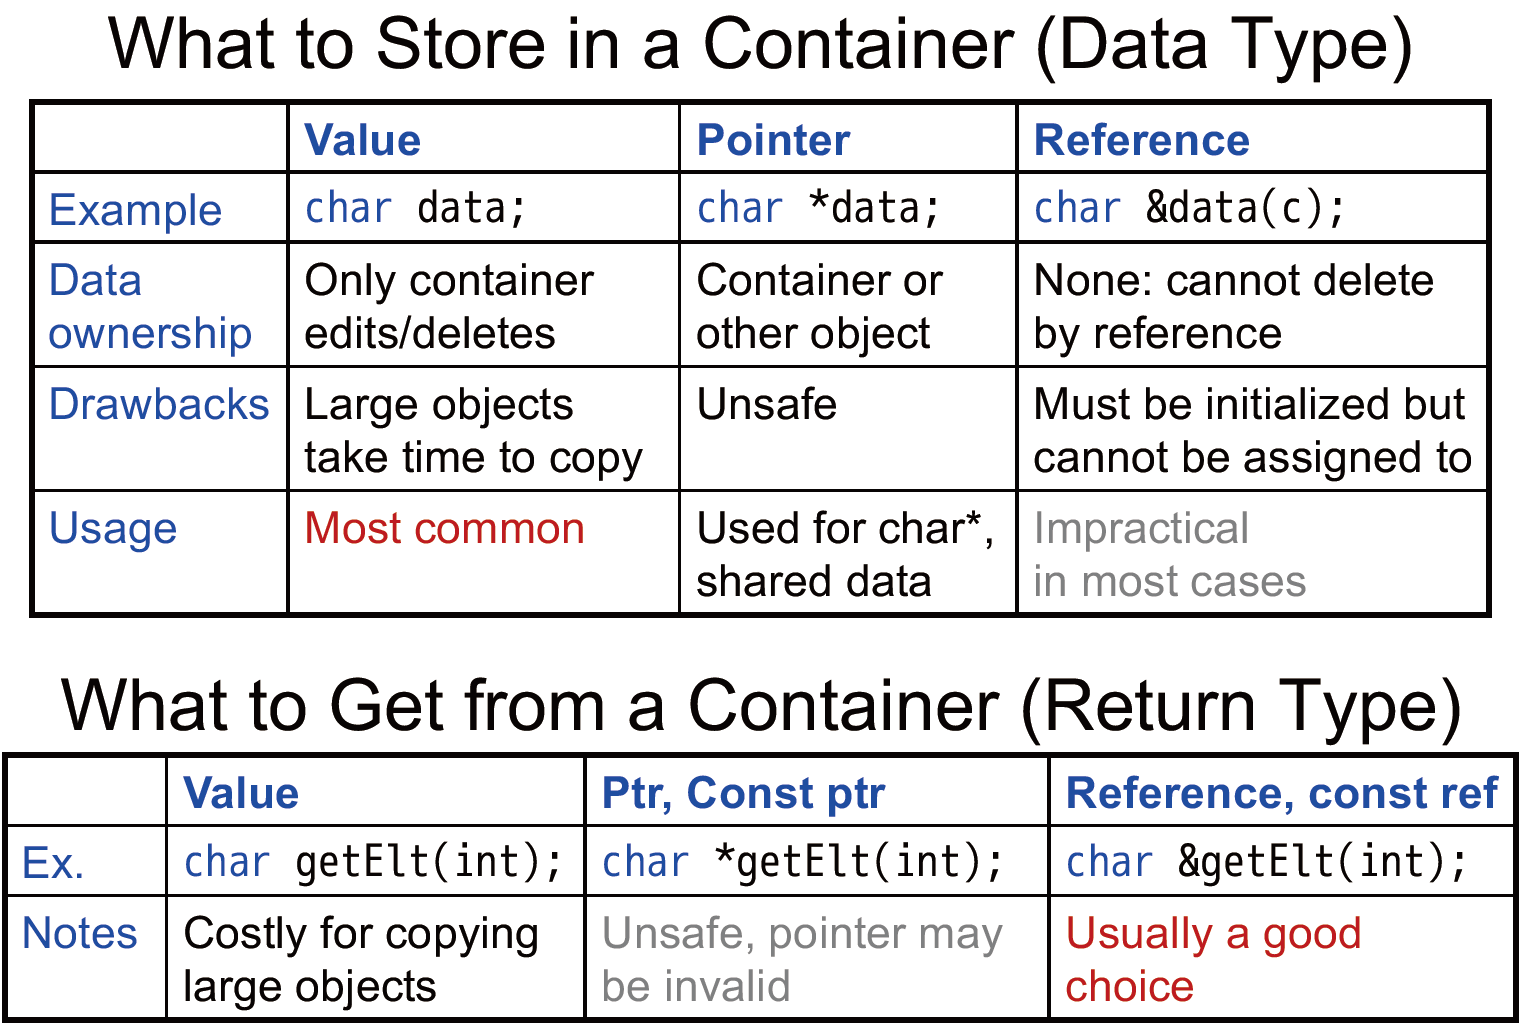 What to Store in a Container (Data Type)
Value Pointer Reference
Example char data; char *data; char &data(c);
Data Only container Container or None: cannot delete
ownership edits/deletes other object by reference
Drawbacks Large objects Unsafe Must be initialized but
take time to copy cannot be assigned to
Usage Most common Used for char*, Impractical
shared data in most cases
What to Get from a Container (Return Type)
Value Ptr, Const ptr Reference, const ref
Ex. char getElt(int); char *getElt(int); char &getElt(int);
Notes Costly for copying Unsafe, pointer may Usually a good
large objects be invalid choice